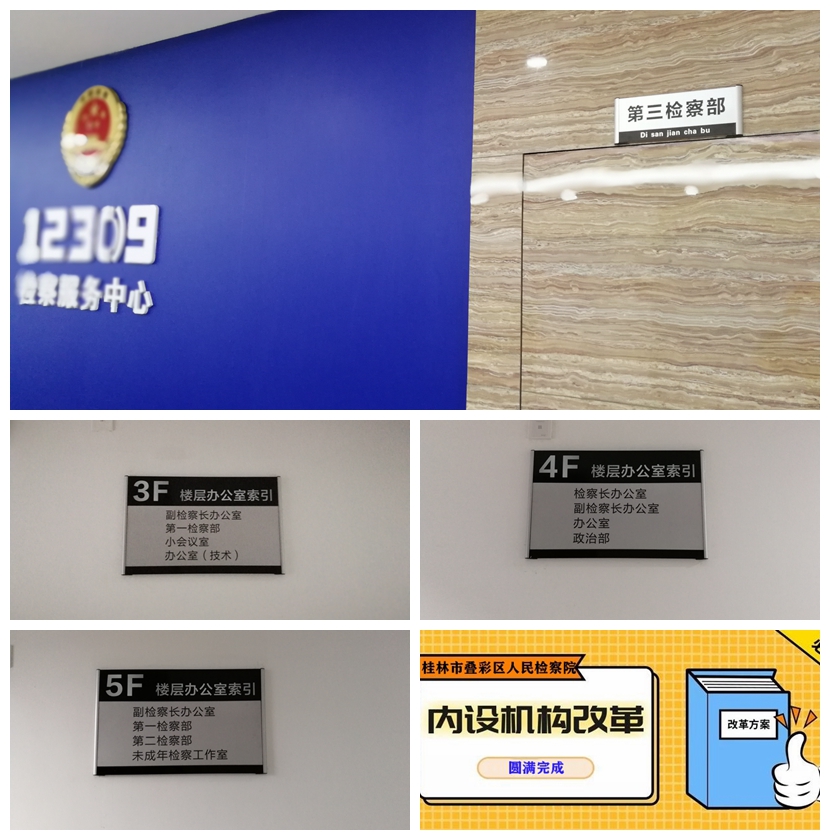 第三检察部
Di san jian cha bu
12309
检察服务中心
3F 楼层办公室索引
副检察长办公室
第一检察部
小会议室
办公室（技术）
4F 楼层办公室索引
检察长办公室
副检察长办公室
办公室
政治部
5F 楼层办公室索引
副检察长办公室
第一检察部
第二检察部
未成年检察工作室
桂林市叠彩区人民检察院
内设机构改革
圆满完成
改革方案